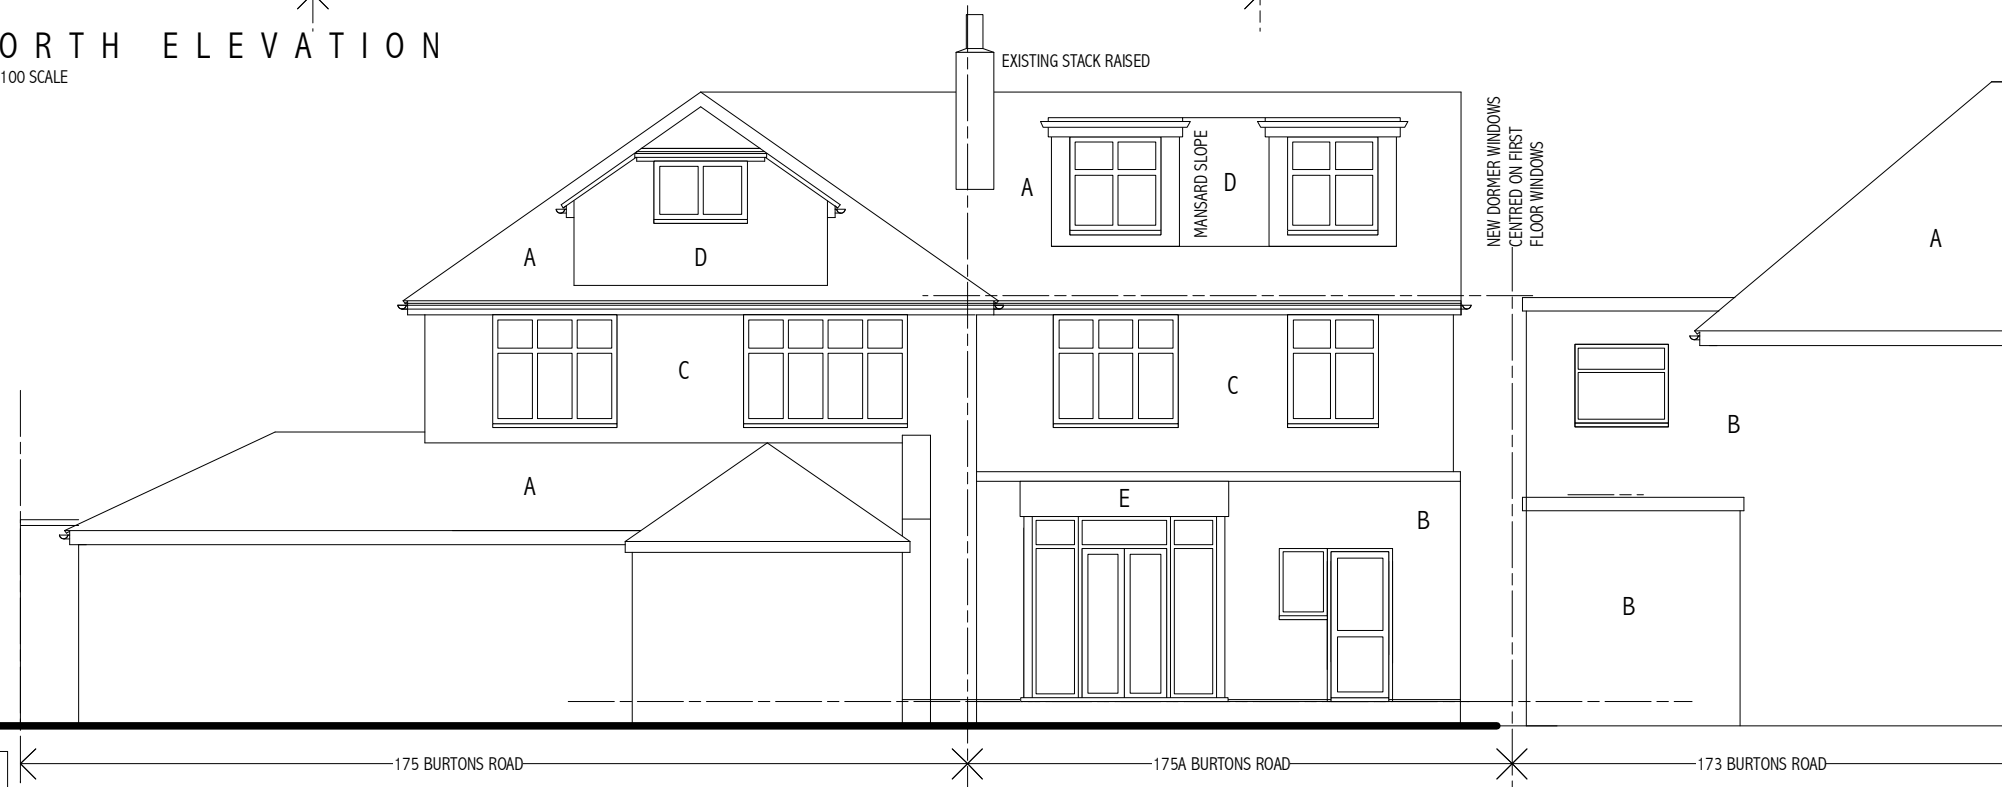 ORTH ELEVATION
100 SCALE
EXISTING STACK RAISED
NEW DORMER WINDOWS
CENTRED ON FIRST
FLOOR WINDOWS
MANSARD SLOPE
A
D
A
D
A
C
C
B
A
E
B
B
175 BURTONS ROAD
175A BURTONS ROAD
173 BURTONS ROAD